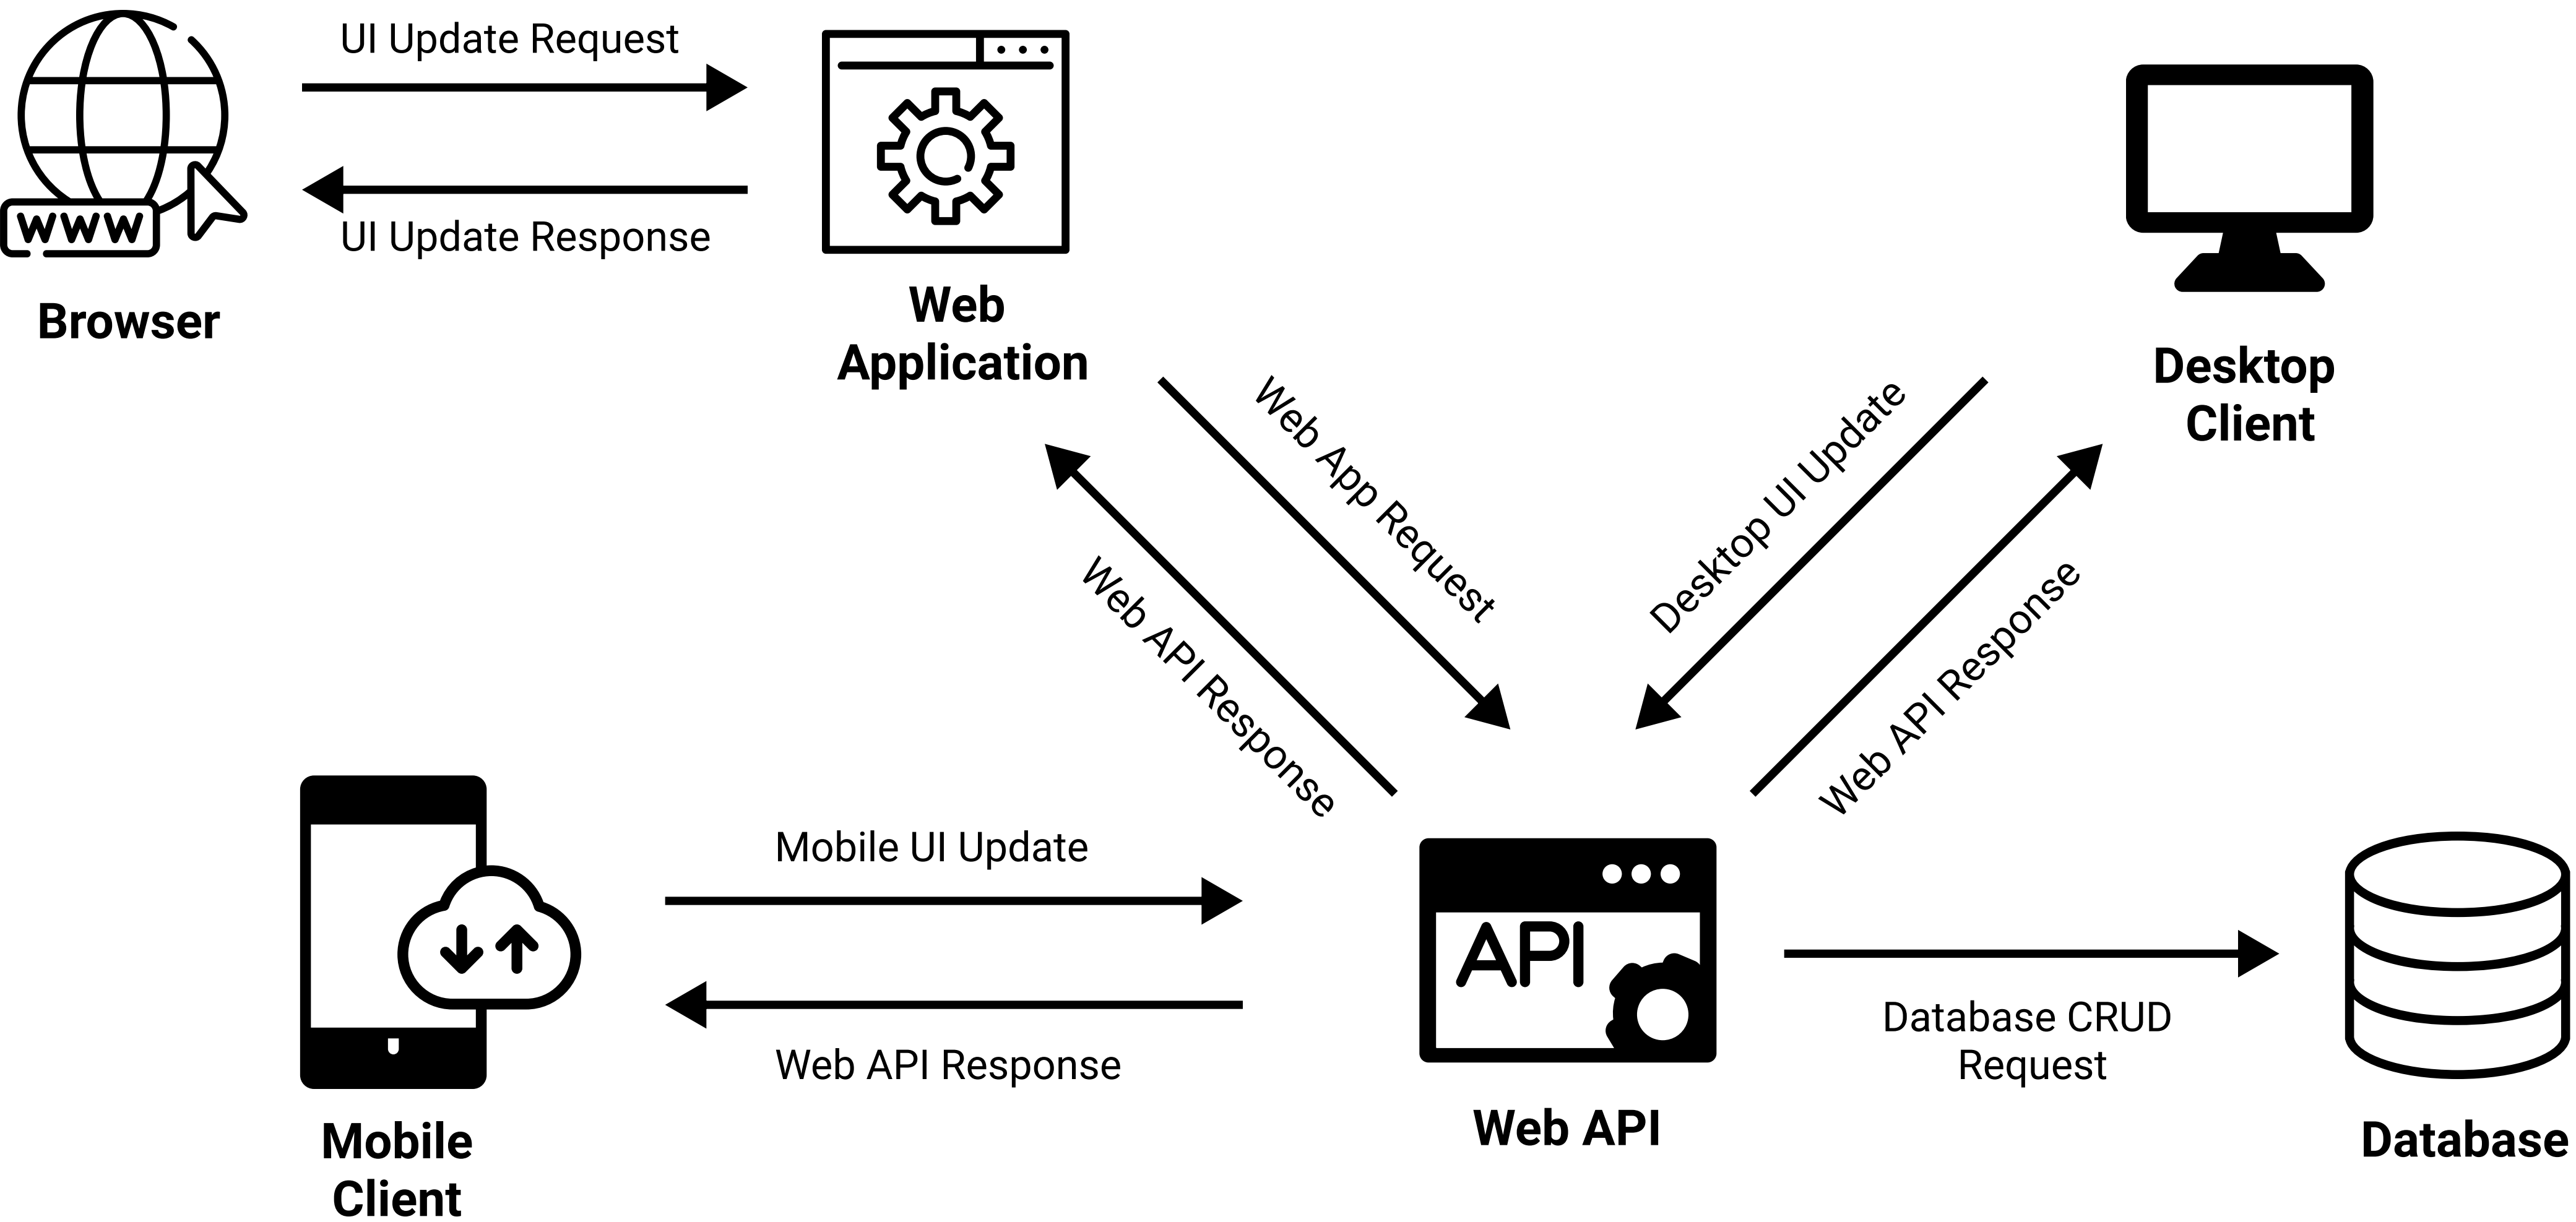 UI Update Request
UI Update Response
WWW
Browser
Web
Application
Desktop
Client
Web App Request
Web API Response
Desktop UI Update
Web API Response
Mobile UI Update
Web API Response
Mobile
Client
API
Web API
Database CRUD
Request
Database